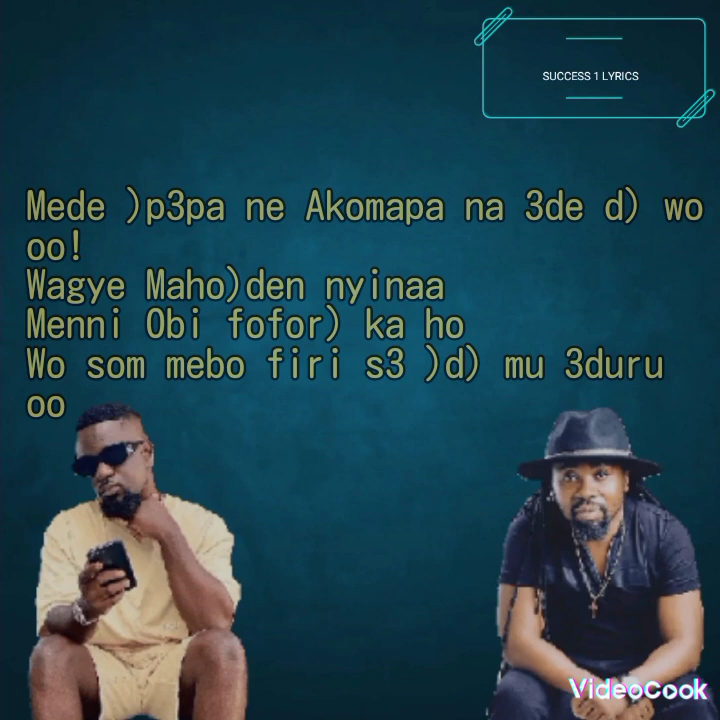 SUCCESS 1 LYRICS
Mede )p3pa ne Akomapa na 3de d) wo
oo!
Wagye Maho)den nyinaa
Menni Obi fofor) ka ho
Wo som mebo firi s3 )d) mu 3duru
oo
VideoCook